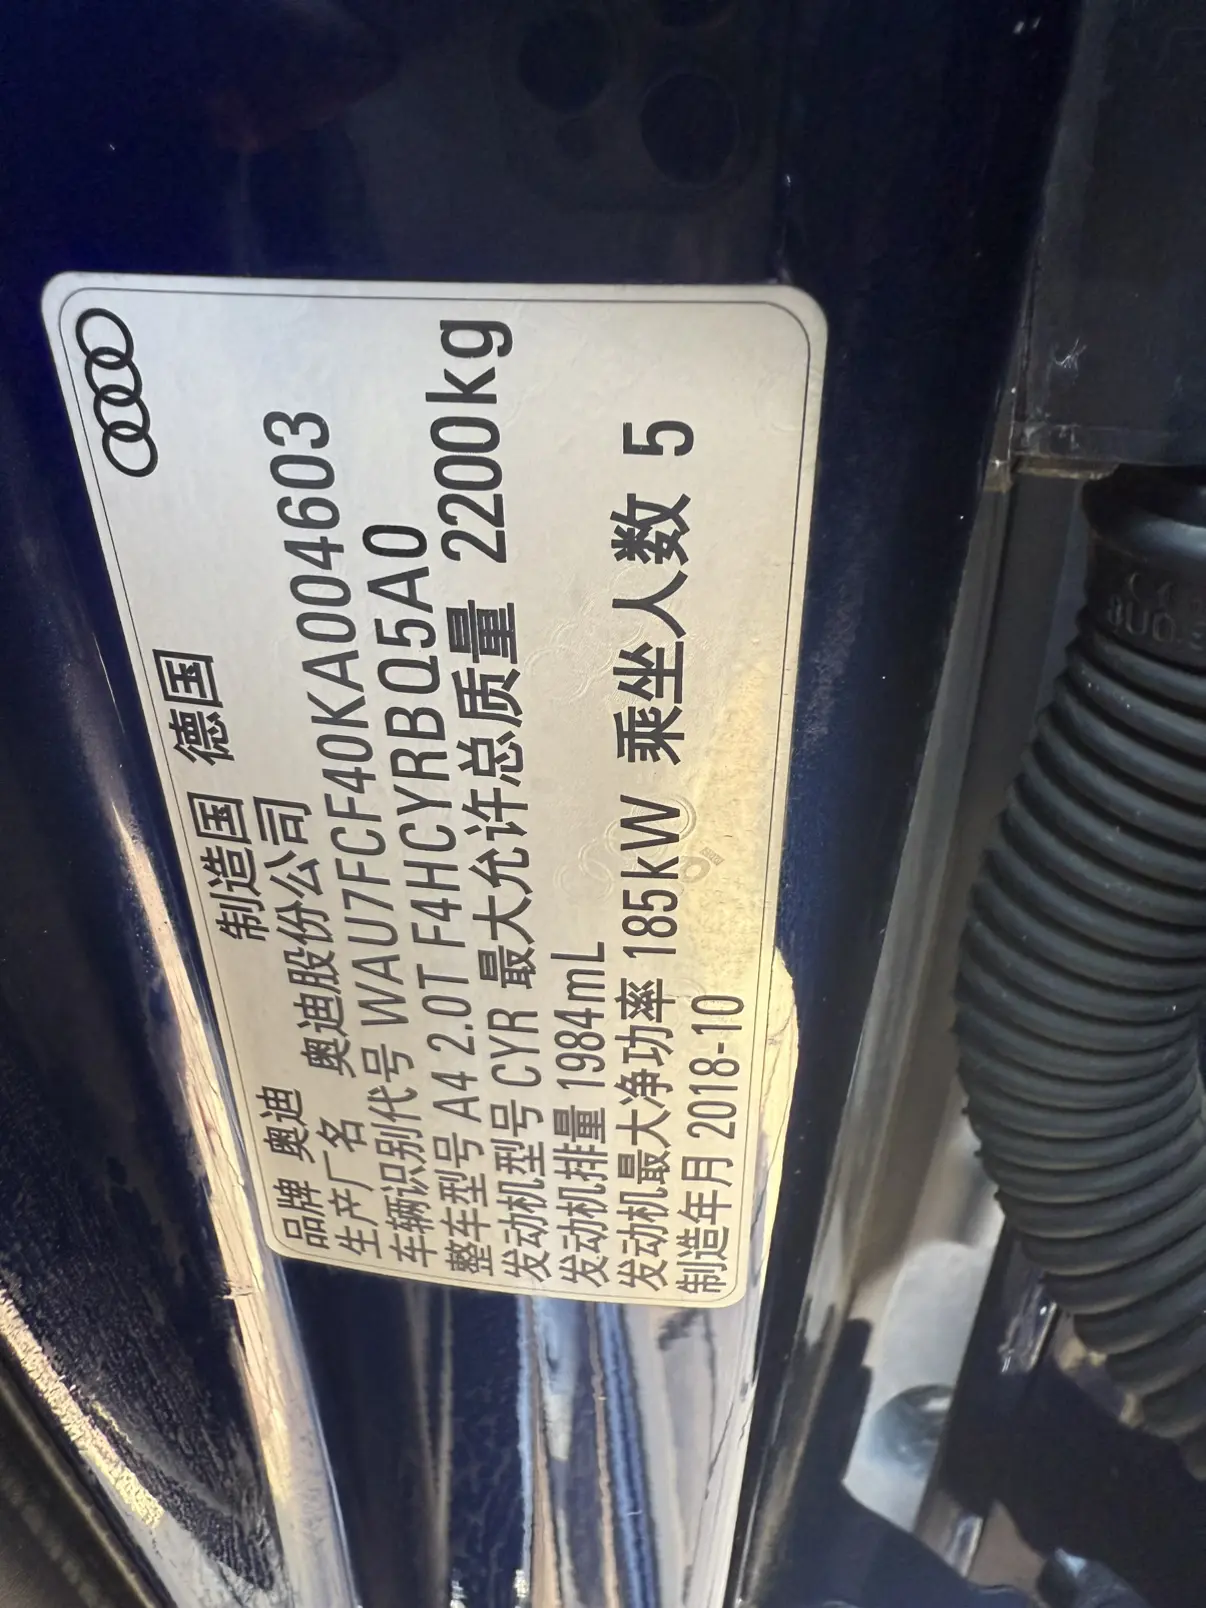 品牌 奥迪 制造国 德国
生产厂名 奥迪股份公司
车辆识别代号 WAU7FCF40KA004603
整车型号 A4 2.0T F4HCYRBQ5A0
发动机型号 CYR 最大允许总质量 2200kg
发动机排量 1984mL
发动机最大净功率 185kW 乘坐人数 5
制造年月 2018-10